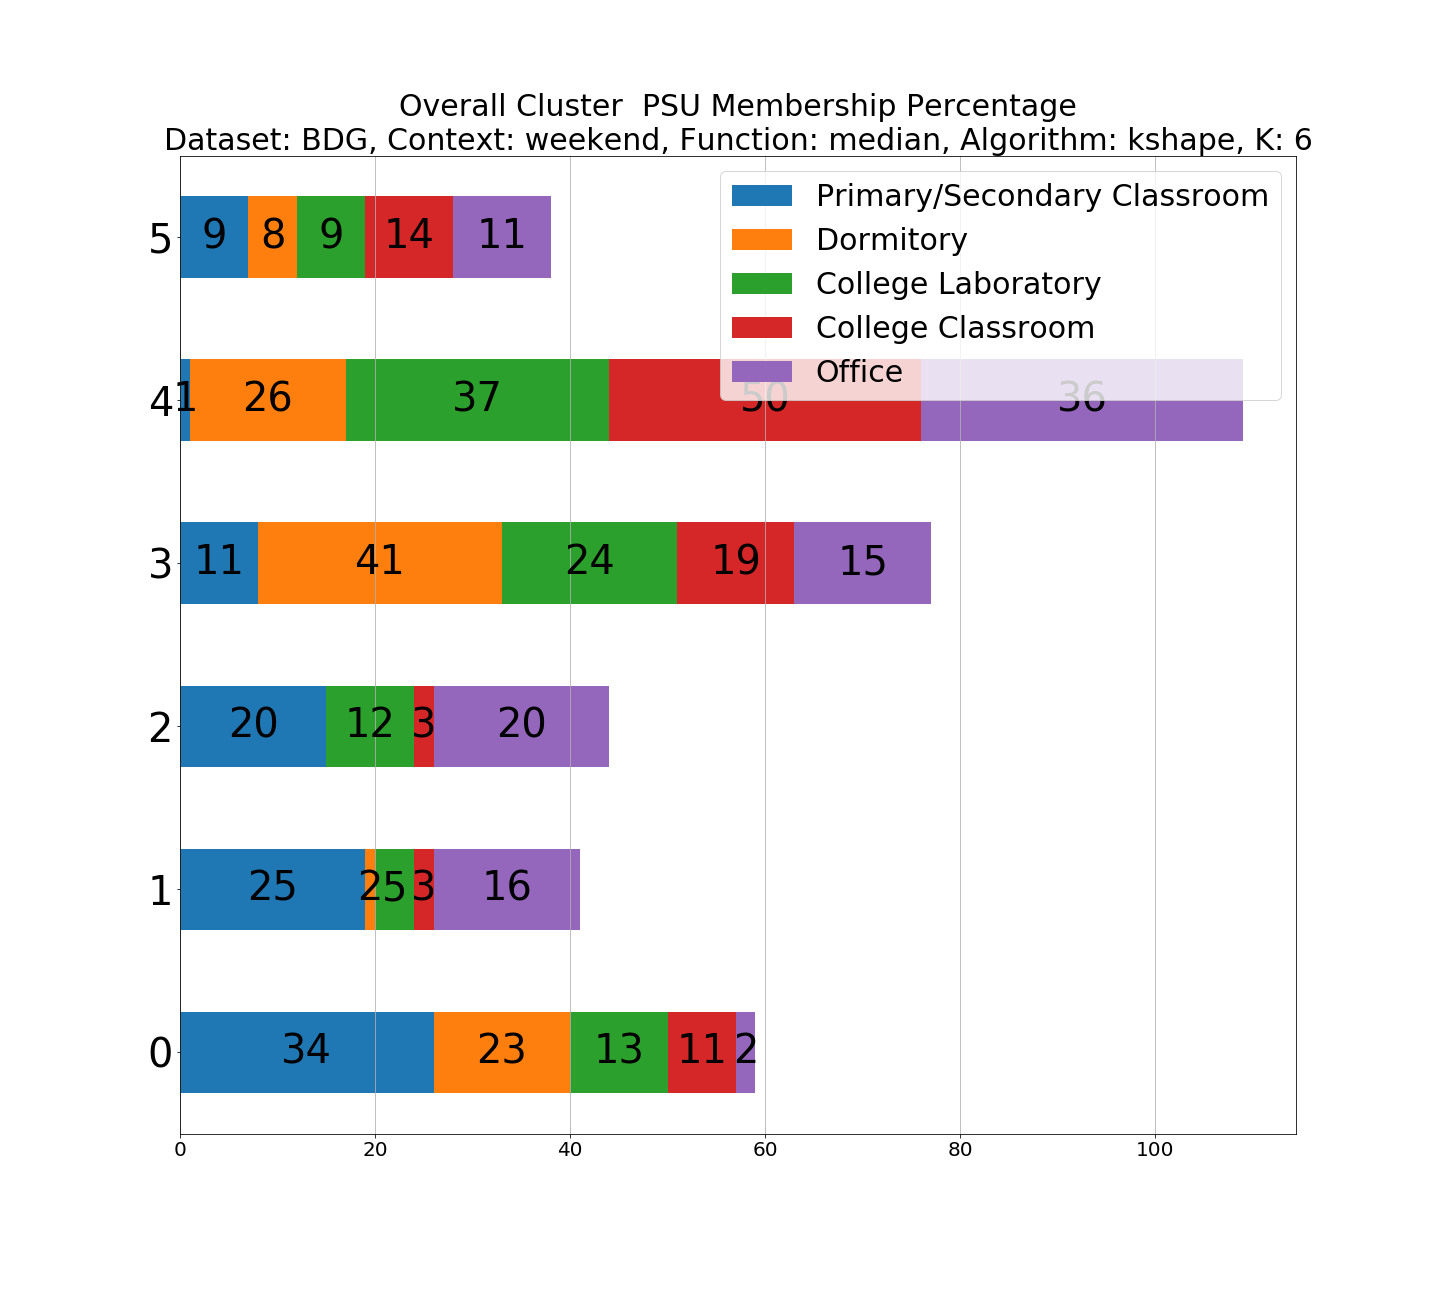 Overall Cluster  PSU Membership Percentage
Dataset: BDG, Context: weekend, Function: median, Algorithm: kshape, K: 6
Primary/Secondary Classroom
Dormitory
College Laboratory
College Classroom
Office
5 9 8 9 14 11
4 1 26 37 50 36
3 11 41 24 19 15
2 20 12 3 20
1 25 2 5 3 16
0 34 23 13 11 2
0 20 40 60 80 100